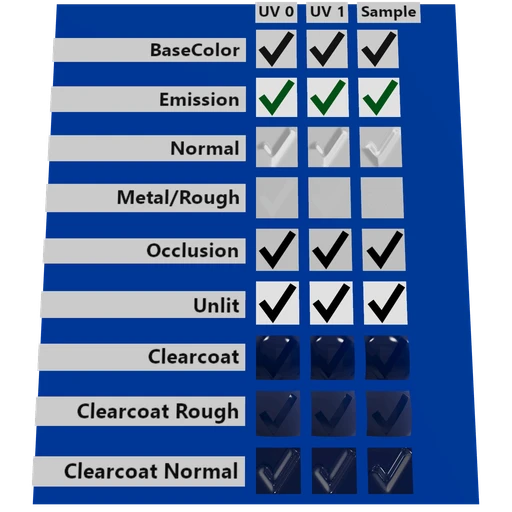 UV 0 UV 1 Sample
BaseColor
Emission
Normal
Metal/Rough
Occlusion
Unlit
Clearcoat
Clearcoat Rough
Clearcoat Normal